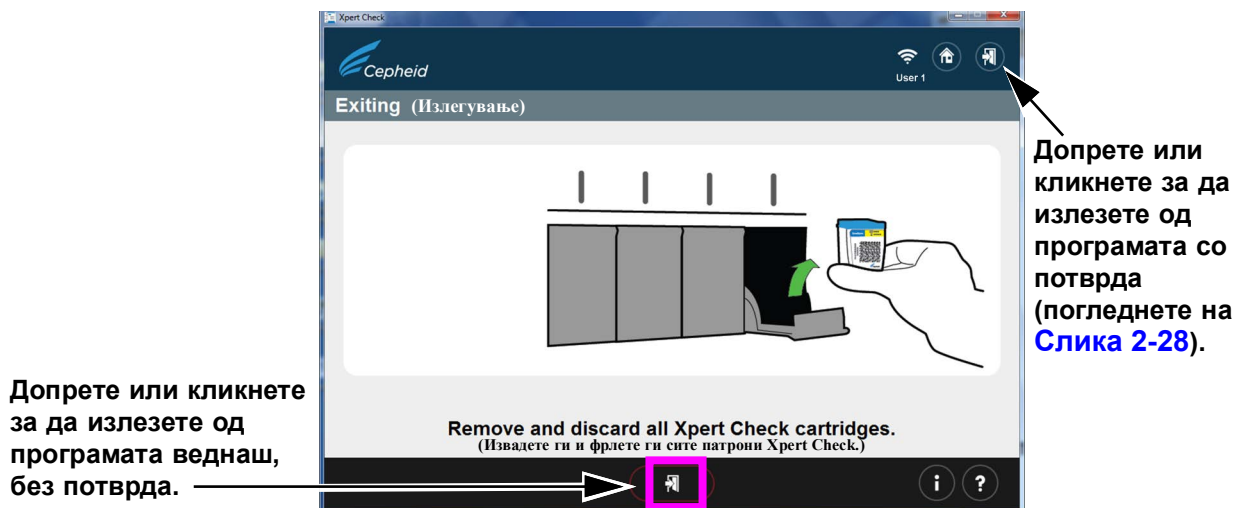 Xpert Check
Cepheid
User 1
Exiting (Излегување)
Допрете или
кликнете за да
излезете од
програмата со
потврда
(погледнете на
Слика 2-28).
Remove and discard all Xpert Check cartridges.
(Извадете ги и фрлете ги сите патрони Xpert Check.)
Допрете или кликнете
за да излезете од
програмата веднаш,
без потврда.
i ?